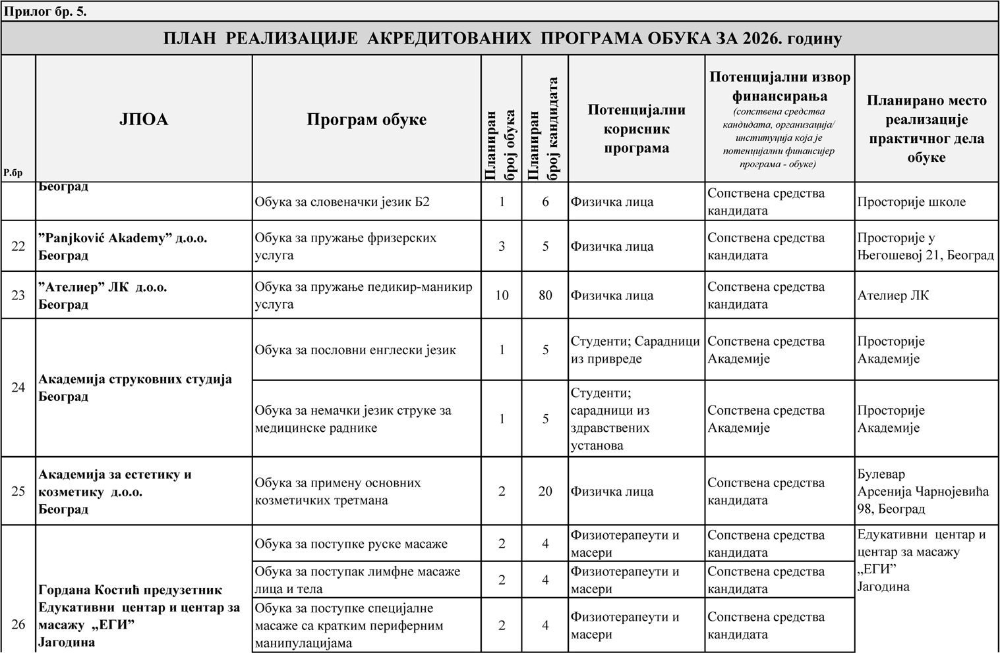 Прилог бр. 5.
ПЛАН РЕАЛИЗАЦИЈЕ АКРЕДИТОВАНИХ ПРОГРАМА ОБУКА ЗА 2026. годину
Р.бр
ЈПОА
Програм обуке
Планиран
број обука
Планиран
број кандидата
Потенцијални
корисник
програма
Потенцијални извор
финансирања
(сопствена средства
кандидата, организација/
институција која је
потенцијални финансијер
програма - обуке)
Планирано место
реализације
практичног дела
обуке
Београд
Обука за словеначки језик Б2
1
6
Физичка лица
Сопствена средства
кандидата
Просторије школе
22
”Panjković Akademy” д.о.о.
Београд
Обука за пружање фризерских
услуга
3
5
Физичка лица
Сопствена средства
кандидата
Просторије у
Његошевој 21, Београд
23
”Ателиер” ЛК д.о.о.
Београд
Обука за пружање педикир-маникир
услуга
10
80
Физичка лица
Сопствена средства
кандидата
Ателиер ЛК
24
Академија струковних студија
Београд
Обука за пословни енглески језик
1
5
Студенти; Сарадници
из привреде
Сопствена средства
Академије
Просторије
Академије
Обука за немачки језик струке за
медицинске раднике
1
5
Студенти;
сарадници из
здравствених
установа
Сопствена средства
Академије
Просторије
Академије
25
Академија за естетику и
козметику д.о.о.
Београд
Обука за примену основних
козметичких третмана
2
20
Физичка лица
Сопствена средства
кандидата
Булевар
Арсенија Чарнојевића
98, Београд
26
Гордана Костић предузетник
Едукативни центар и центар за
масажу „ЕГИ”
Јагодина
Обука за поступке руске масаже
2
4
Физиотерапеути и
масери
Сопствена средства
кандидата
Едукативни центар и
центар за масажу
„ЕГИ”
Јагодина
Обука за поступак лимфне масаже
лица и тела
2
4
Физиотерапеути и
масери
Сопствена средства
кандидата
Обука за поступке специјалне
масаже са кратким периферним
манипулацијама
2
4
Физиотерапеути и
масери
Сопствена средства
кандидата